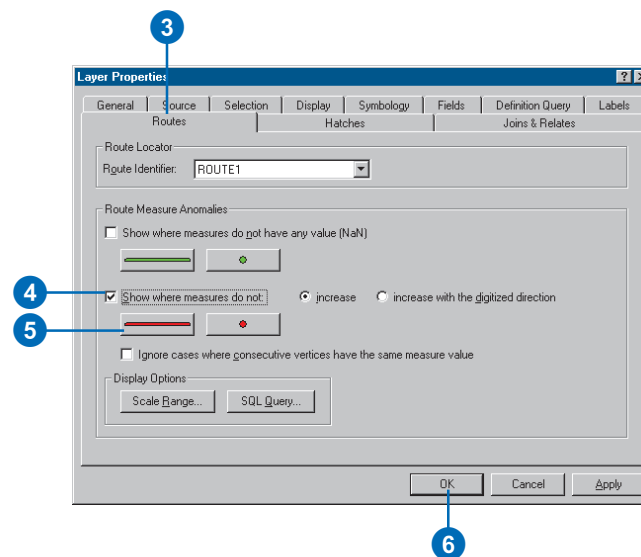 3
Layer Properties
General Source Selection Display Symbology Fields Definition Query Labels
Routes Hatches Joins & Relates
Route Locator
Route Identifier: ROUTE1
Route Measure Anomalies
Show where measures do not have any value (NaN)
4 Show where measures do not: increase increase with the digitized direction
5
Ignore cases where consecutive vertices have the same measure value
Display Options
Scale Range... SQL Query...
OK Cancel Apply
6